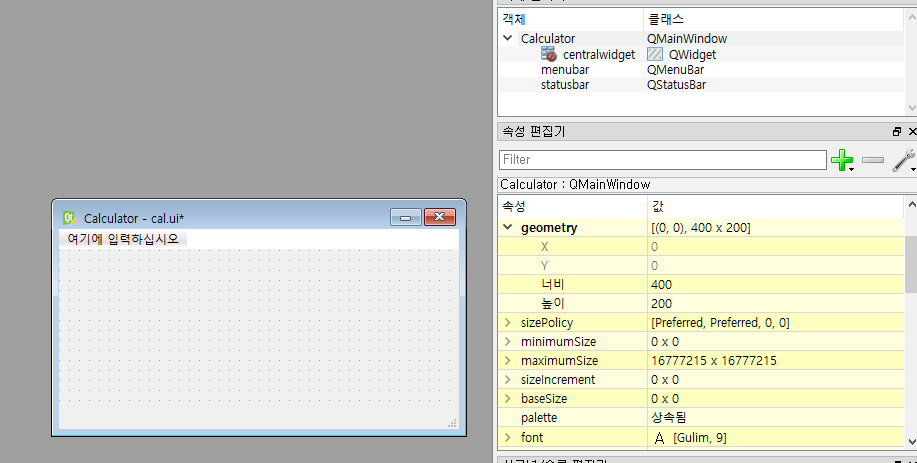 객체 클래스
Calculator QMainWindow
centralwidget QWidget
menubar QMenuBar
statusbar QStatusBar
속성 편집기
Filter
Calculator : QMainWindow
속성 값
geometry [(0, 0), 400 x 200]
X 0
Y 0
너비 400
높이 200
sizePolicy [Preferred, Preferred, 0, 0]
minimumSize 0 x 0
maximumSize 16777215 x 16777215
sizeIncrement 0 x 0
baseSize 0 x 0
palette 상속됨
font A [Gulim, 9]
Calculator - cal.ui*
여기에 입력하십시오